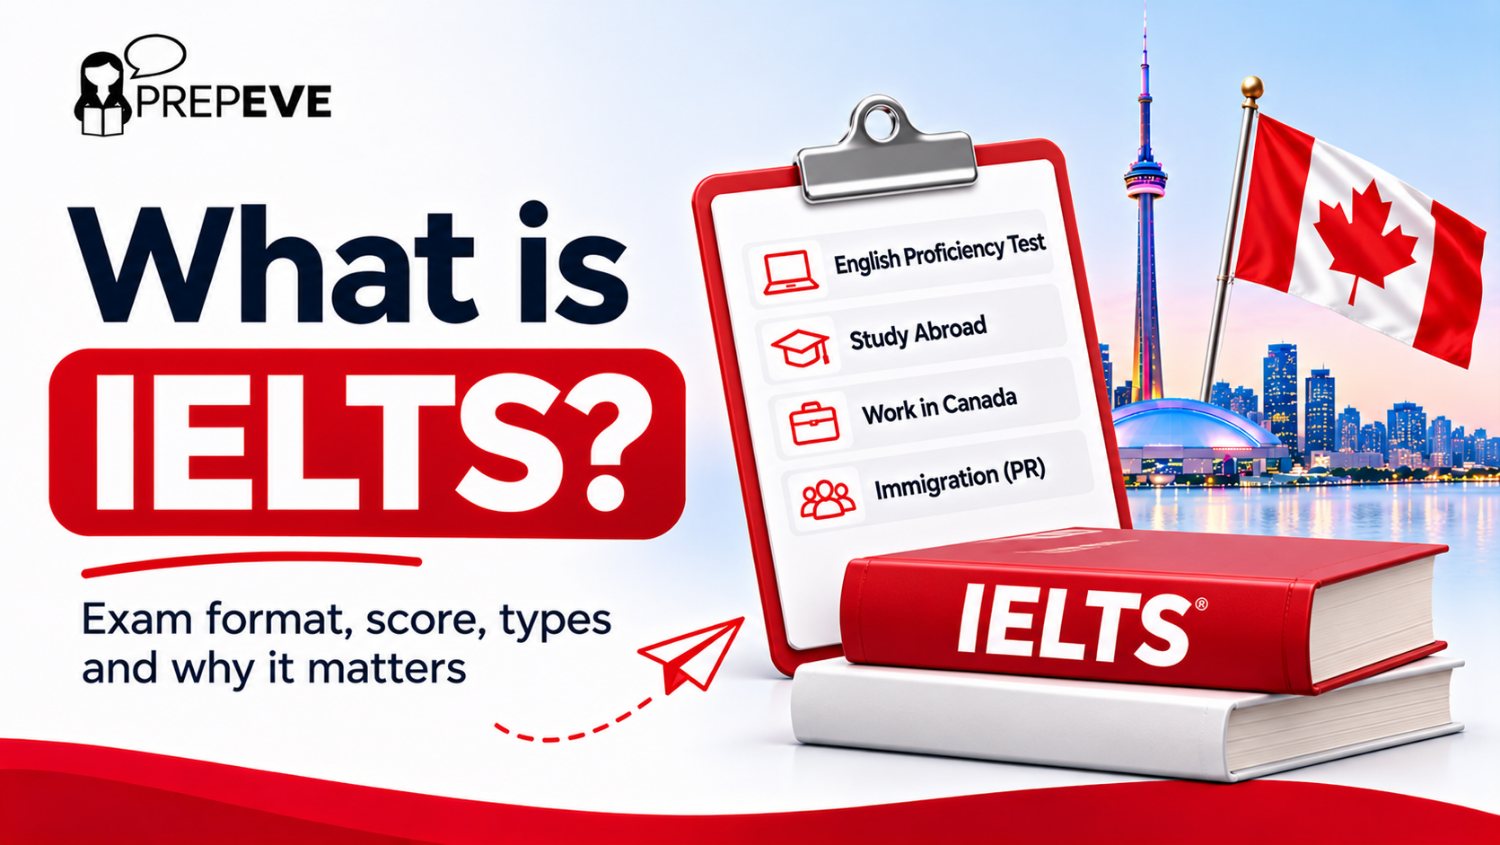 PREPEVE
What is
IELTS?
Exam format, score, types
and why it matters
English Proficiency Test
Study Abroad
Work in Canada
Immigration (PR)
IELTS®